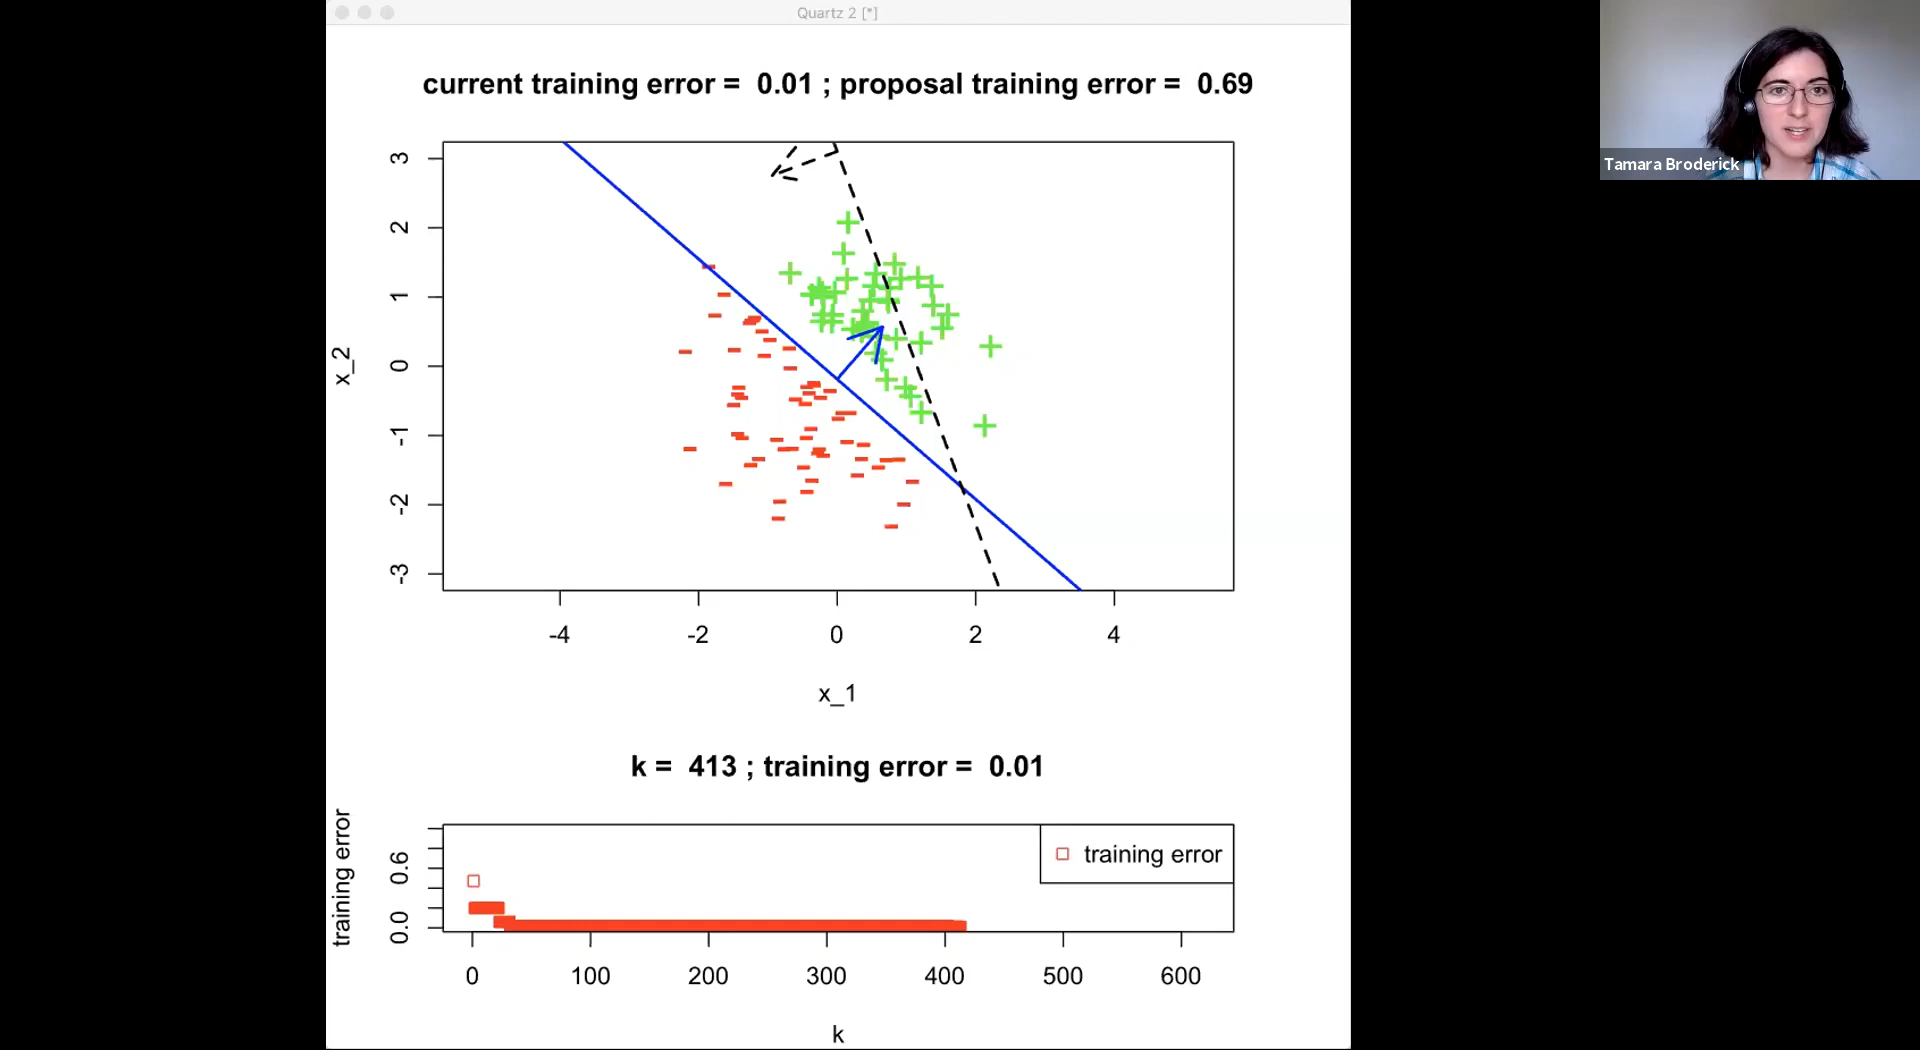 Quartz 2 [*]
current training error = 0.01 ; proposal training error = 0.69
3
2
1
0
-1
-2
-3
x_2
-4 -2 0 2 4
x_1
k = 413 ; training error = 0.01
training error
0.6
0.0
training error
0 100 200 300 400 500 600
k
Tamara Broderick